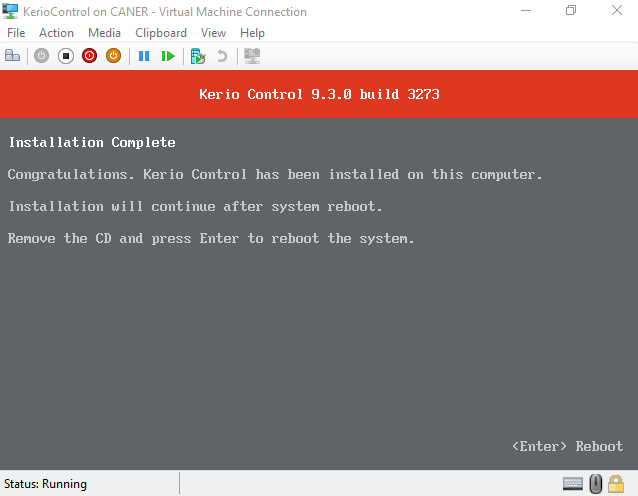 KerioControl on CANER - Virtual Machine Connection
File Action Media Clipboard View Help
Kerio Control 9.3.0 build 3273
Installation Complete
Congratulations. Kerio Control has been installed on this computer.
Installation will continue after system reboot.
Remove the CD and press Enter to reboot the system.
<Enter> Reboot
Status: Running